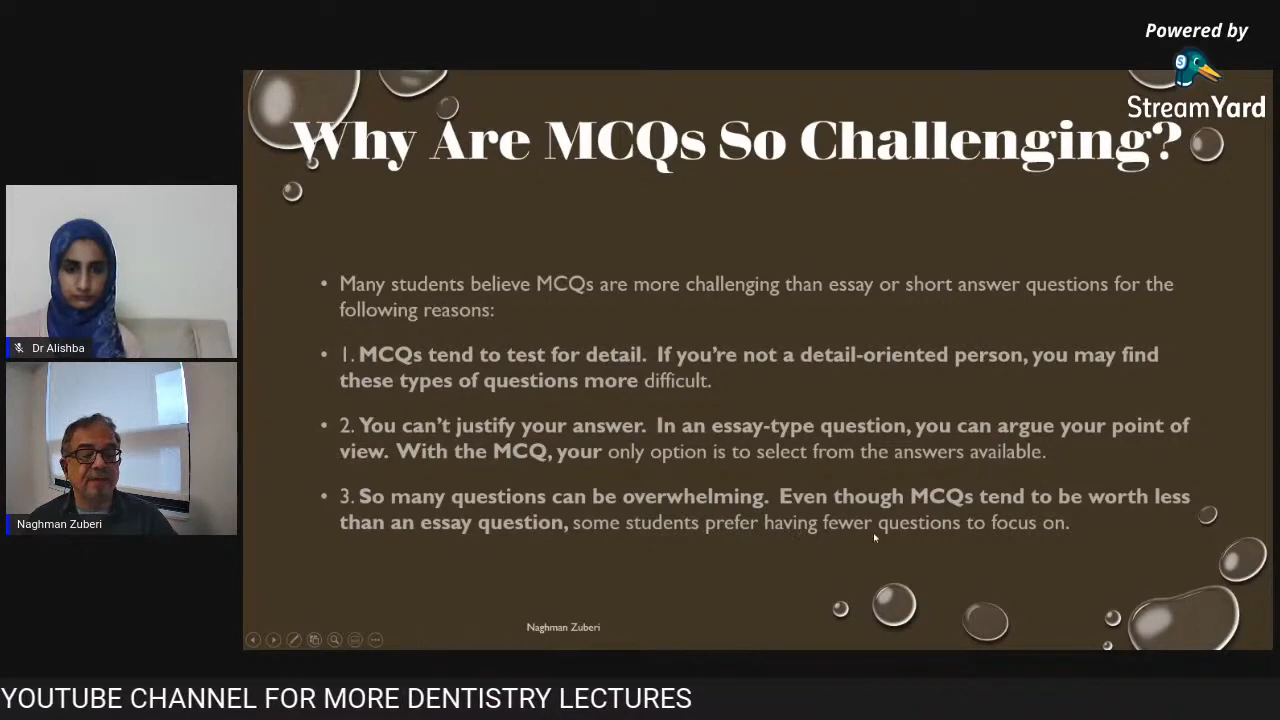 Powered by
StreamYard
Why Are MCQs So Challenging?
• Many students believe MCQs are more challenging than essay or short answer questions for the
following reasons:
• 1. MCQs tend to test for detail. If you're not a detail-oriented person, you may find
these types of questions more difficult.
• 2. You can't justify your answer. In an essay-type question, you can argue your point of
view. With the MCQ, your only option is to select from the answers available.
• 3. So many questions can be overwhelming. Even though MCQs tend to be worth less
than an essay question, some students prefer having fewer questions to focus on.
Naghman Zuberi
Dr Alishba
Naghman Zuberi
YOUTUBE CHANNEL FOR MORE DENTISTRY LECTURES